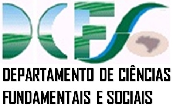 DCFS
DEPARTAMENTO DE CIÊNCIAS
FUNDAMENTAIS E SOCIAIS